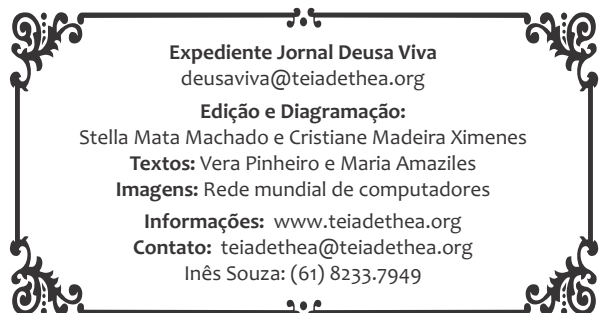 Expediente Jornal Deusa Viva
deusaviva@teiadethea.org
Edição e Diagramação:
Stella Mata Machado e Cristiane Madeira Ximenes
Textos: Vera Pinheiro e Maria Amaziles
Imagens: Rede mundial de computadores
Informações: www.teiadethea.org
Contato: teiadethea@teiadethea.org
Inês Souza: (61) 8233.7949